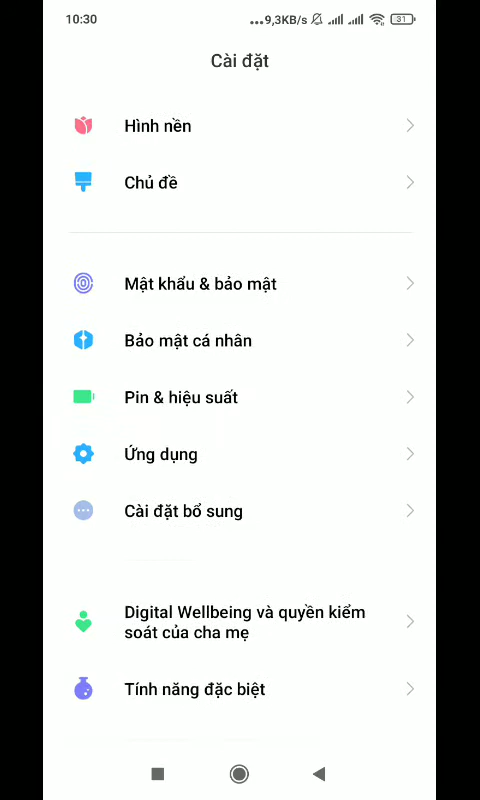 10:30
...9,3KB/s 31
Cài đặt
Hình nền
Chủ đề
Mật khẩu & bảo mật
Bảo mật cá nhân
Pin & hiệu suất
Ứng dụng
Cài đặt bổ sung
Digital Wellbeing và quyền kiểm
soát của cha mẹ
Tính năng đặc biệt